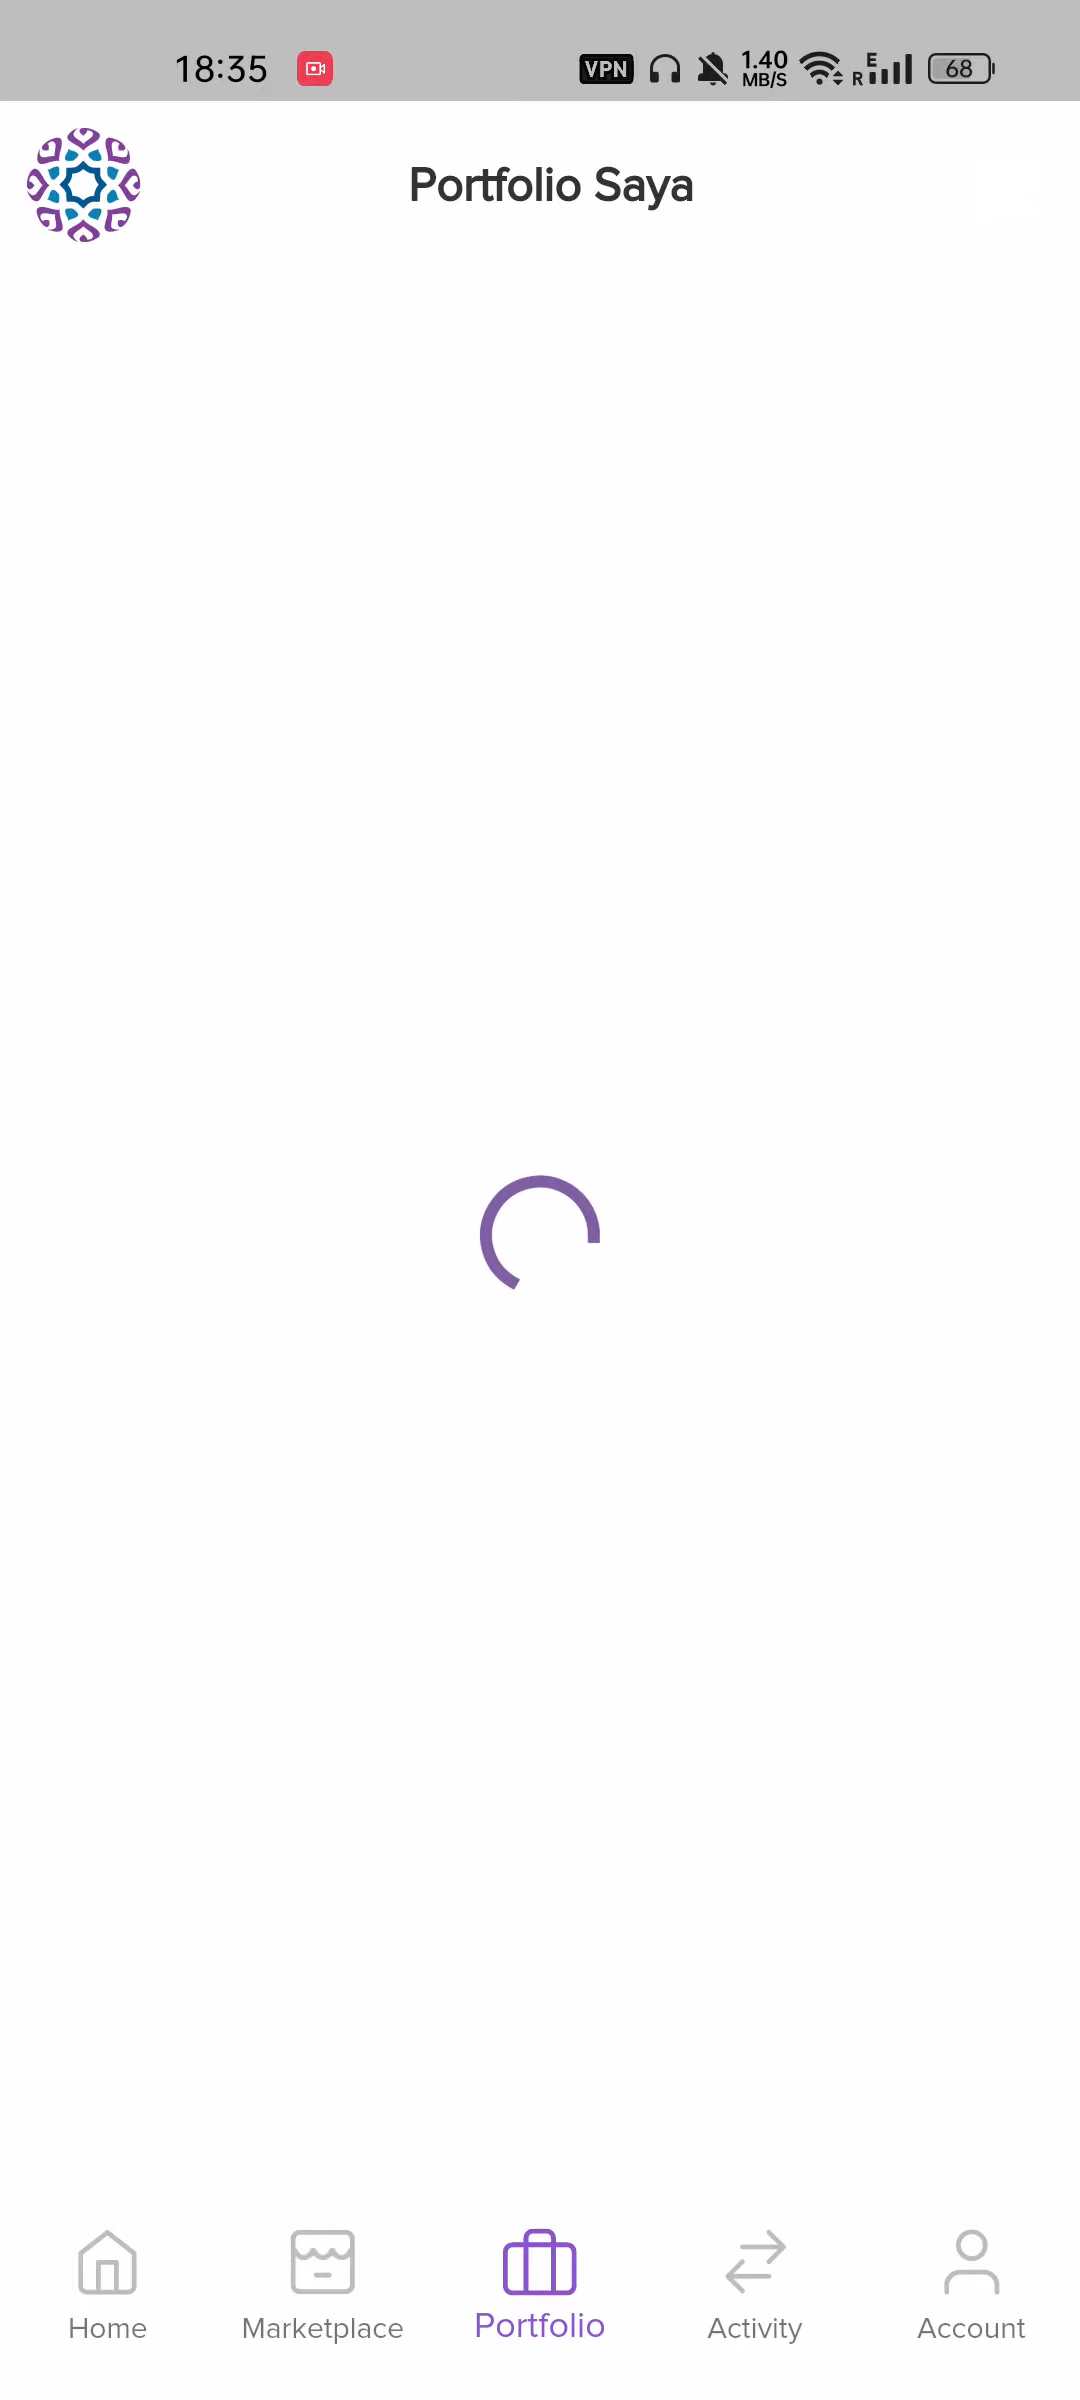 18:35
VPN
1.40
MB/S
R
E
68
Portfolio Saya
Home
Marketplace
Portfolio
Activity
Account